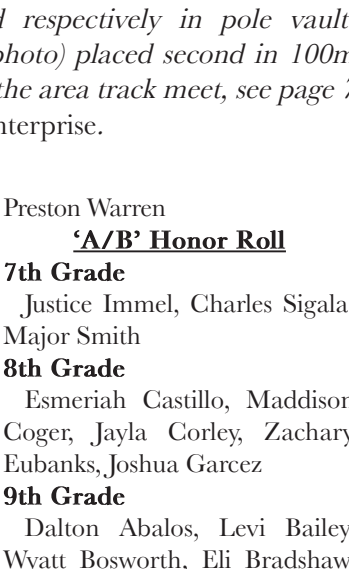 respectively in pole vault
photo) placed second in 100m
the area track meet, see page 7
nterprise.
Preston Warren
‘A/B’ Honor Roll
7th Grade
Justice Immel, Charles Sigala
Major Smith
8th Grade
Esmeriah Castillo, Maddison
Coger, Jayla Corley, Zachary
Eubanks, Joshua Garcez
9th Grade
Dalton Abalos, Levi Bailey
Wyatt Bosworth, Eli Bradshaw